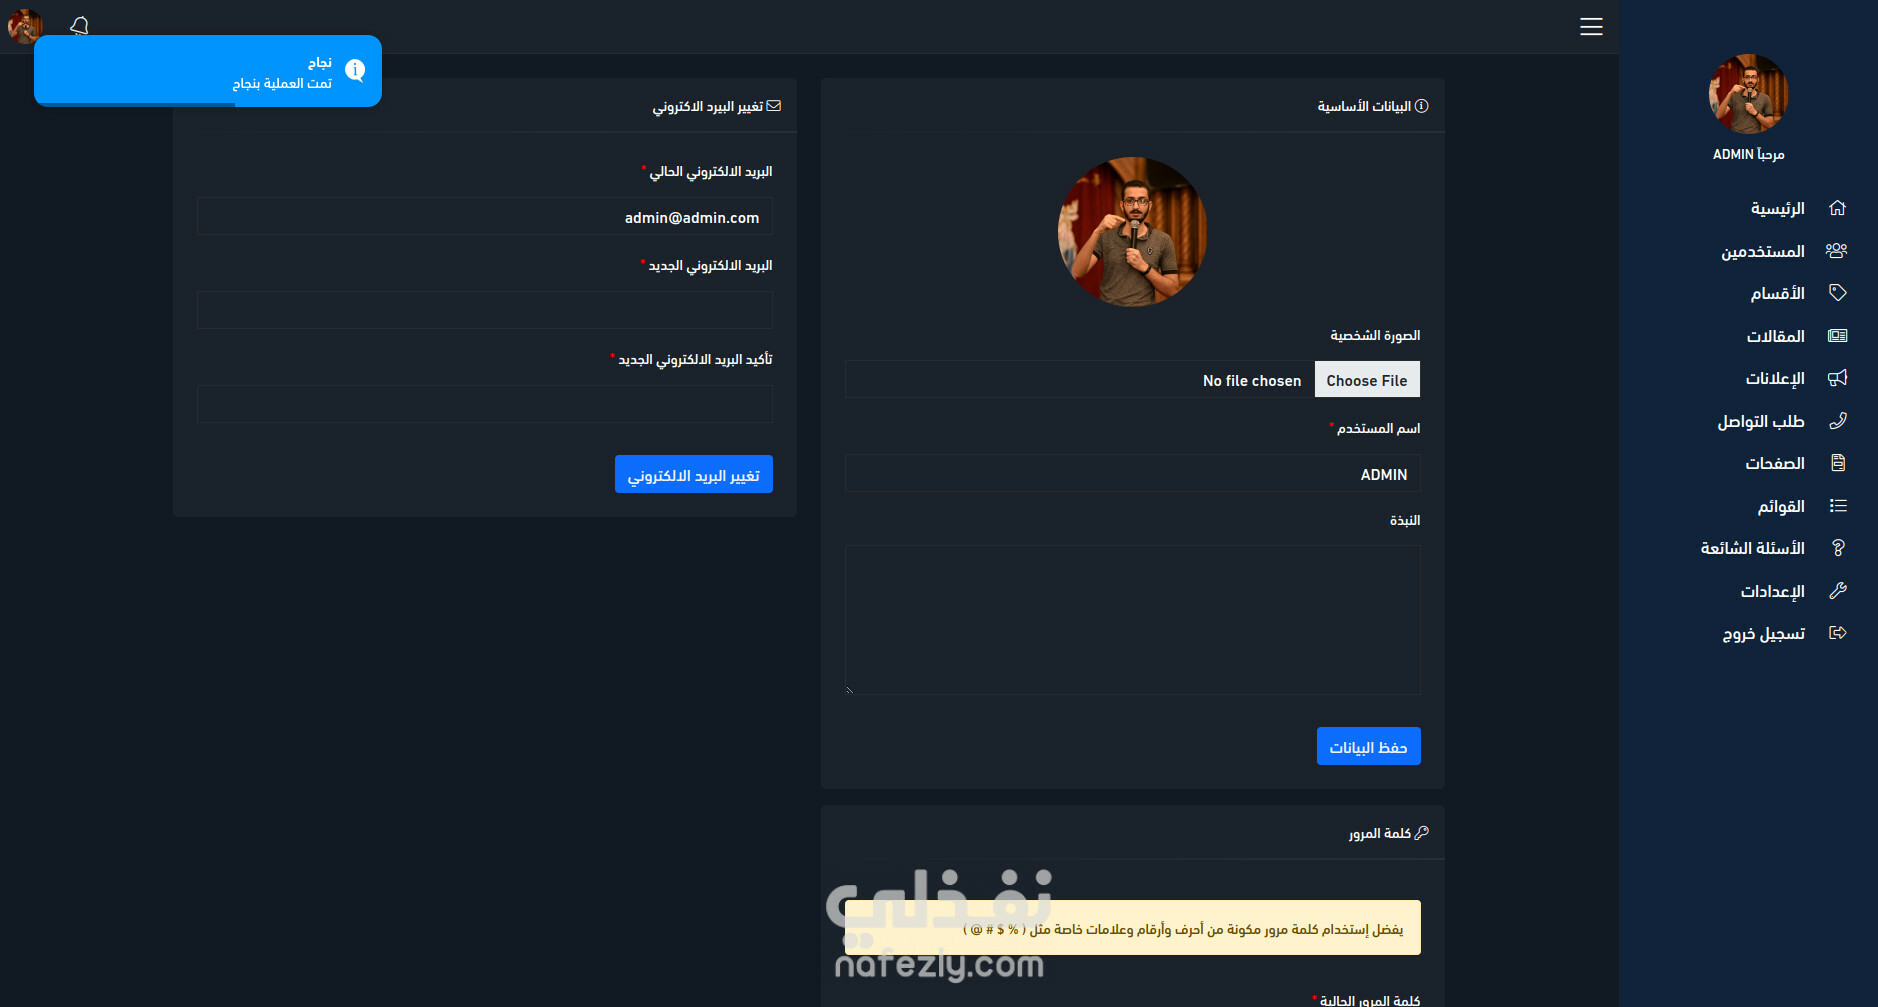 نجاح
تمت العملية بنجاح
مرحباً ADMIN
الرئيسية
المستخدمين
الأقسام
المقالات
الإعلانات
طلب التواصل
الصفحات
القوائم
الأسئلة الشائعة
الإعدادات
تسجيل خروج
البيانات الأساسية
الصورة الشخصية
Choose File No file chosen
اسم المستخدم *
ADMIN
النبذة
حفظ البيانات
تغيير البيرد الاكتروني
البريد الالكتروني الحالي *
admin@admin.com
البريد الالكتروني الجديد *
تأكيد البريد الالكتروني الجديد *
تغيير البريد الالكتروني
كلمة المرور
يفضل إستخدام كلمة مرور مكونة من أحرف وأرقام وعلامات خاصة مثل ( % $ # @ )
كلمة المرور الحالية *
نفذلي
nafezly.com